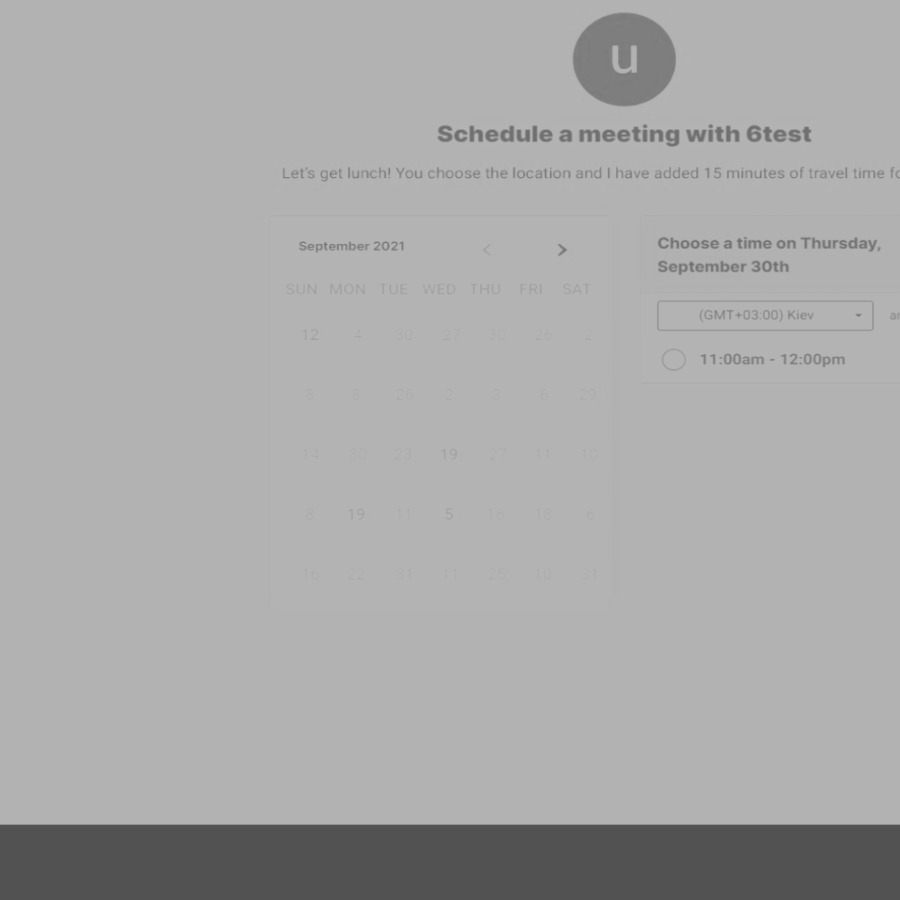 u
Schedule a meeting with 6test
Let's get lunch! You choose the location and I have added 15 minutes of travel time
September 2021 < >
SUN MON TUE WED THU FRI SAT
12 4 30 27 30 26 2
8 8 26 2 3 6 29
14 30 23 19 27 11 10
8 19 11 5 16 18 6
16 22 31 11 25 10 31
Choose a time on Thursday,
September 30th
(GMT+03:00) Kiev
11:00am - 12:00pm